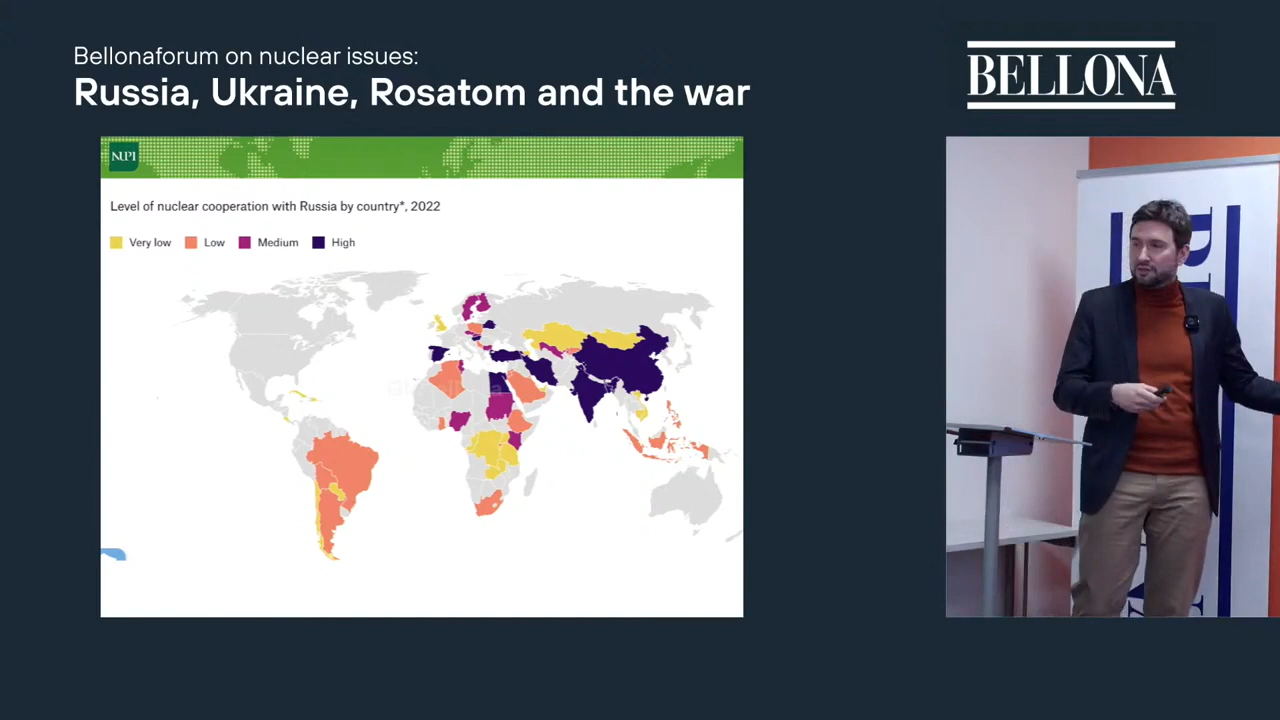 Bellonaforum on nuclear issues:
Russia, Ukraine, Rosatom and the war
BELLONA
NUPI
Level of nuclear cooperation with Russia by country*, 2022
Very low
Low
Medium
High